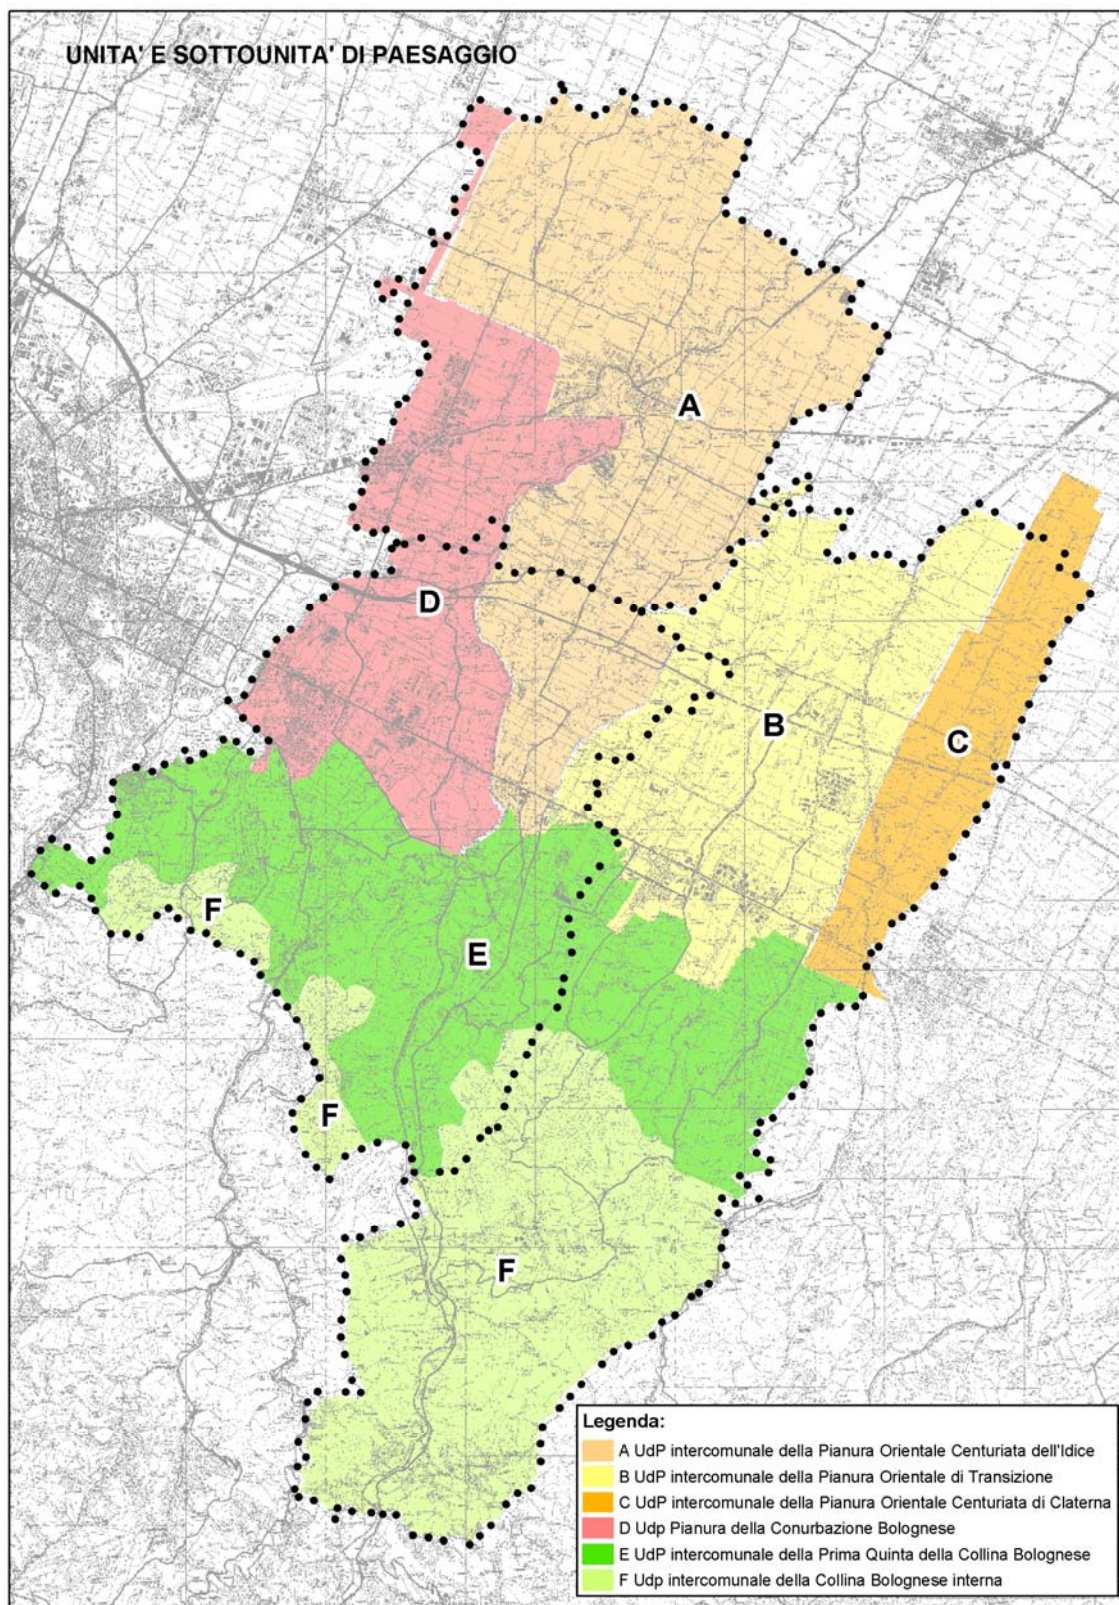 UNITA' E SOTTOUNITA' DI PAESAGGIO
A
D
B
C
F
E
F
F
Legenda:
A UdP intercomunale della Pianura Orientale Centuriata dell'Idice
B UdP intercomunale della Pianura Orientale di Transizione
C UdP intercomunale della Pianura Orientale Centuriata di Claterna
D Udp Pianura della Conurbazione Bolognese
E UdP intercomunale della Prima Quinta della Collina Bolognese
F Udp intercomunale della Collina Bolognese interna